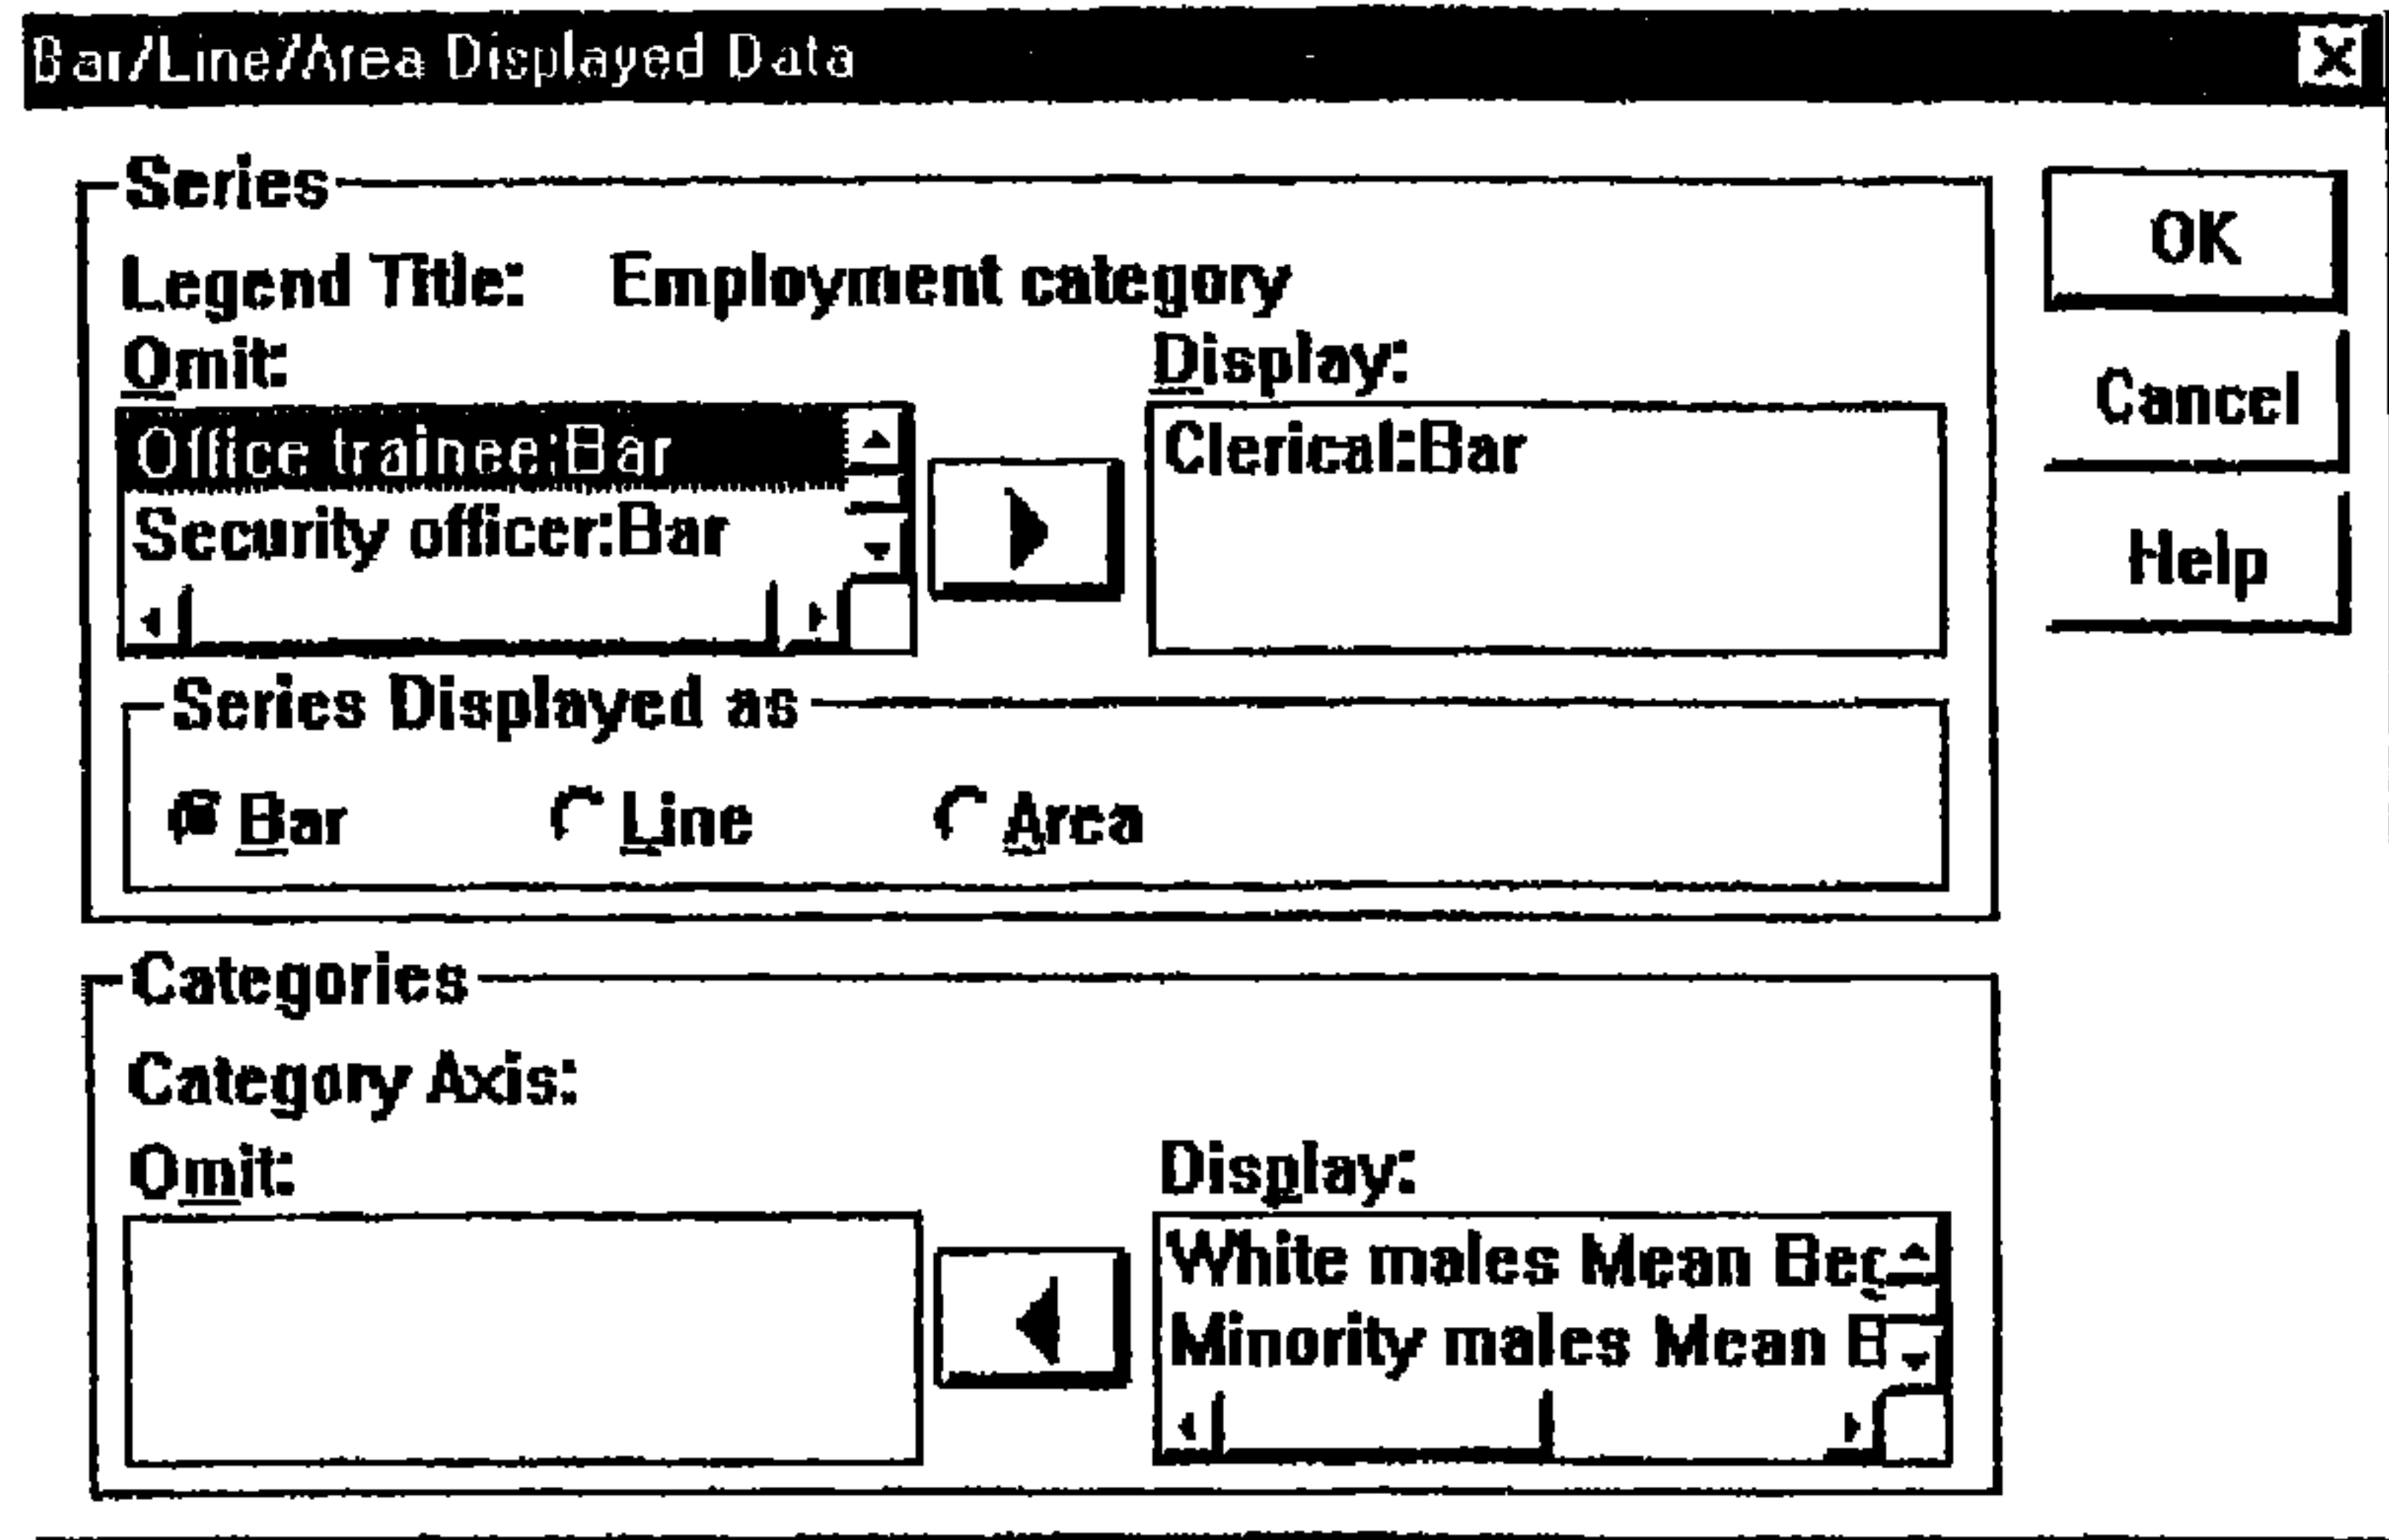 Bar/Line/Area Displayed Data
Series
Legend Title: Employment category
Omit:
Office trainee:Bar
Security officer:Bar
Display:
Clerical:Bar
Series Displayed as
Bar Line Area
OK
Cancel
Help
Categories
Category Axis:
Omit:
Display:
White males Mean Beg
Minority males Mean B